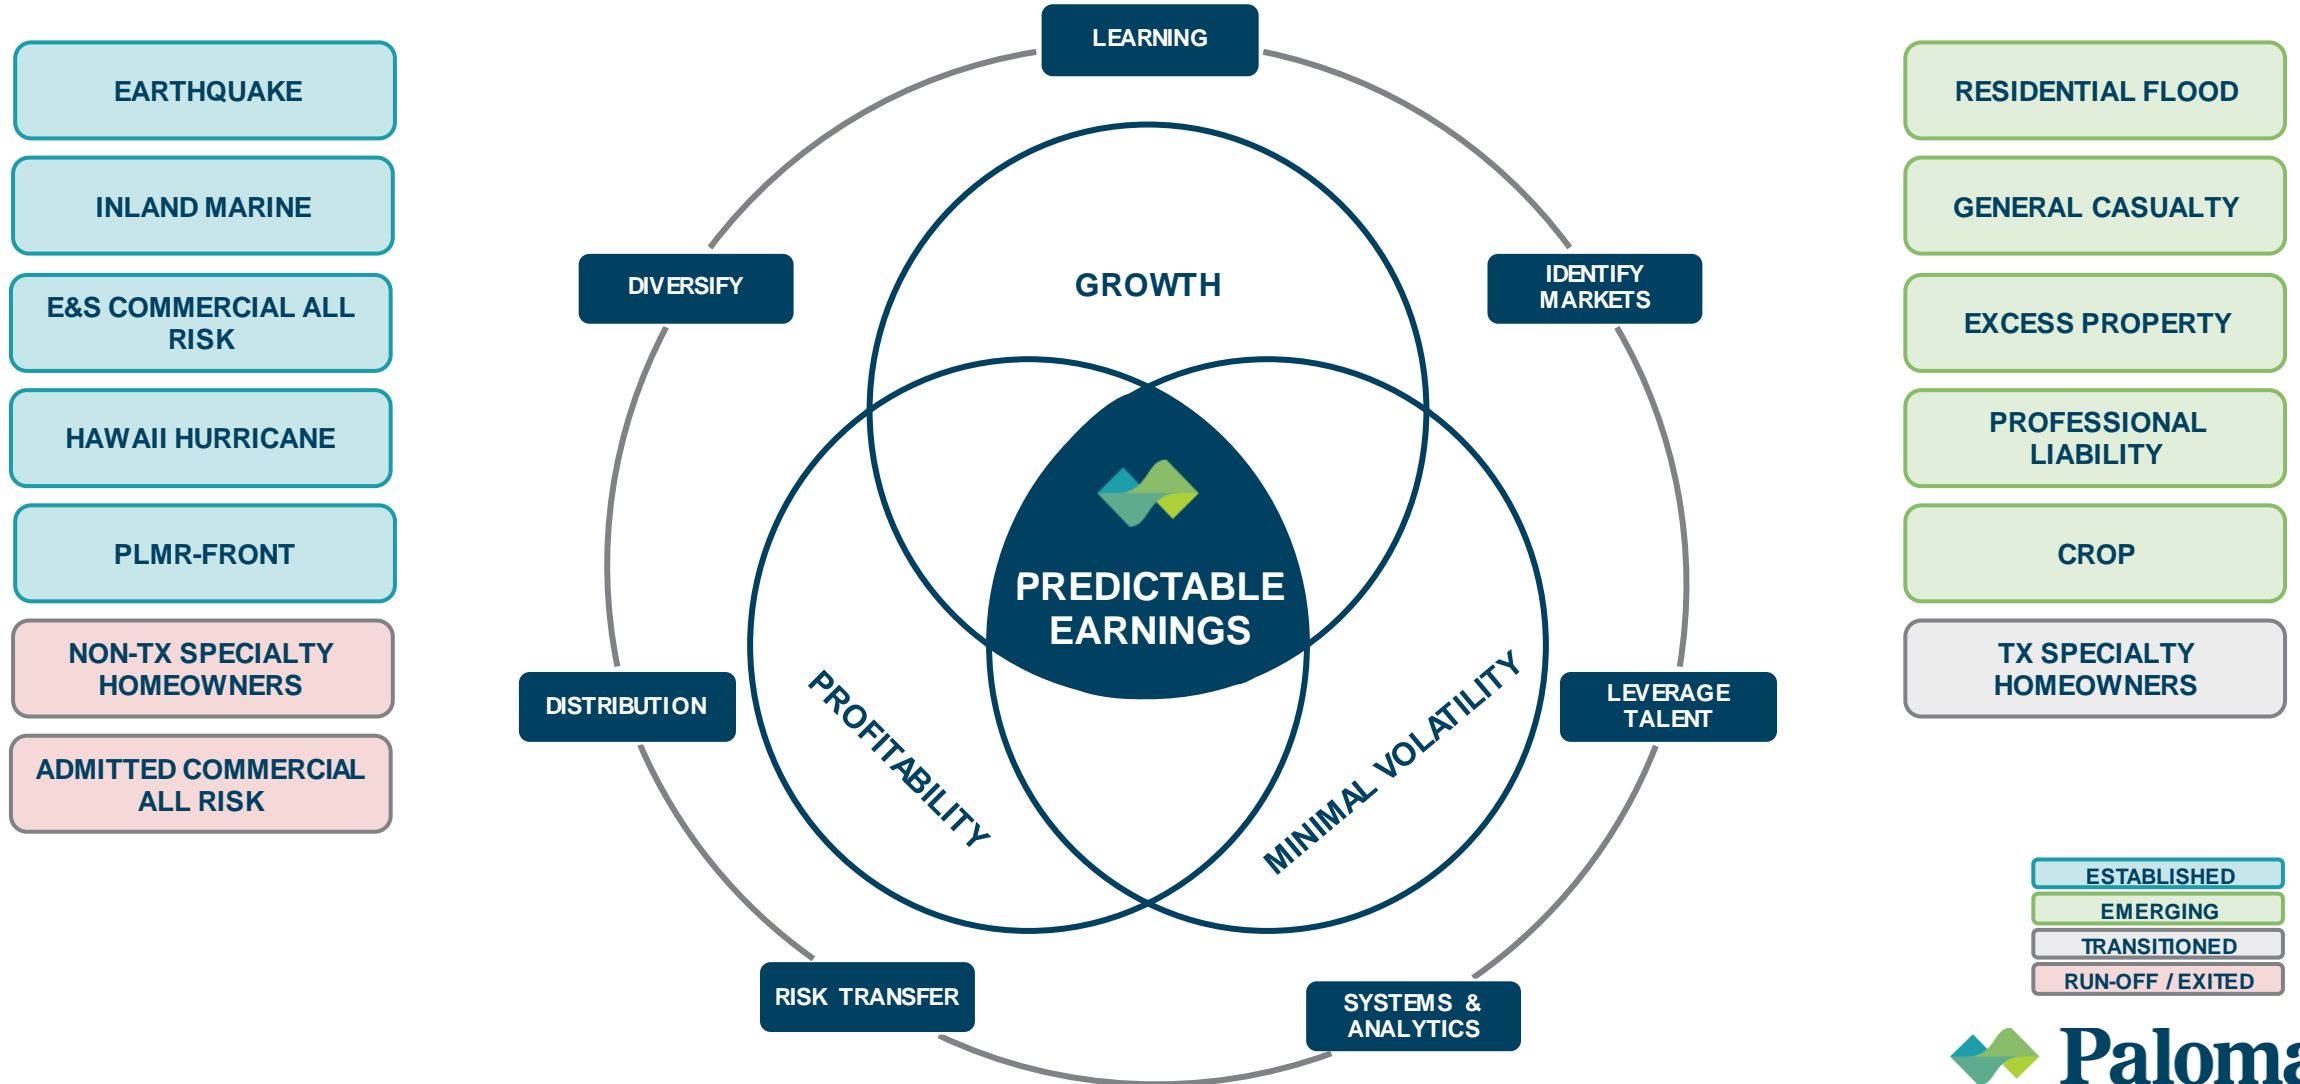 EARTHQUAKE
INLAND MARINE
E&S COMMERCIAL ALL
RISK
HAWAII HURRICANE
PLMR-FRONT
NON-TX SPECIALTY
HOMEOWNERS
ADMITTED COMMERCIAL
ALL RISK
LEARNING
DIVERSIFY
IDENTIFY
MARKETS
GROWTH
PREDICTABLE
EARNINGS
PROFITABILITY
MINIMAL VOLATILITY
DISTRIBUTION
LEVERAGE
TALENT
RISK TRANSFER
SYSTEMS &
ANALYTICS
RESIDENTIAL FLOOD
GENERAL CASUALTY
EXCESS PROPERTY
PROFESSIONAL
LIABILITY
CROP
TX SPECIALTY
HOMEOWNERS
ESTABLISHED
EMERGING
TRANSITIONED
RUN-OFF / EXITED
Paloma